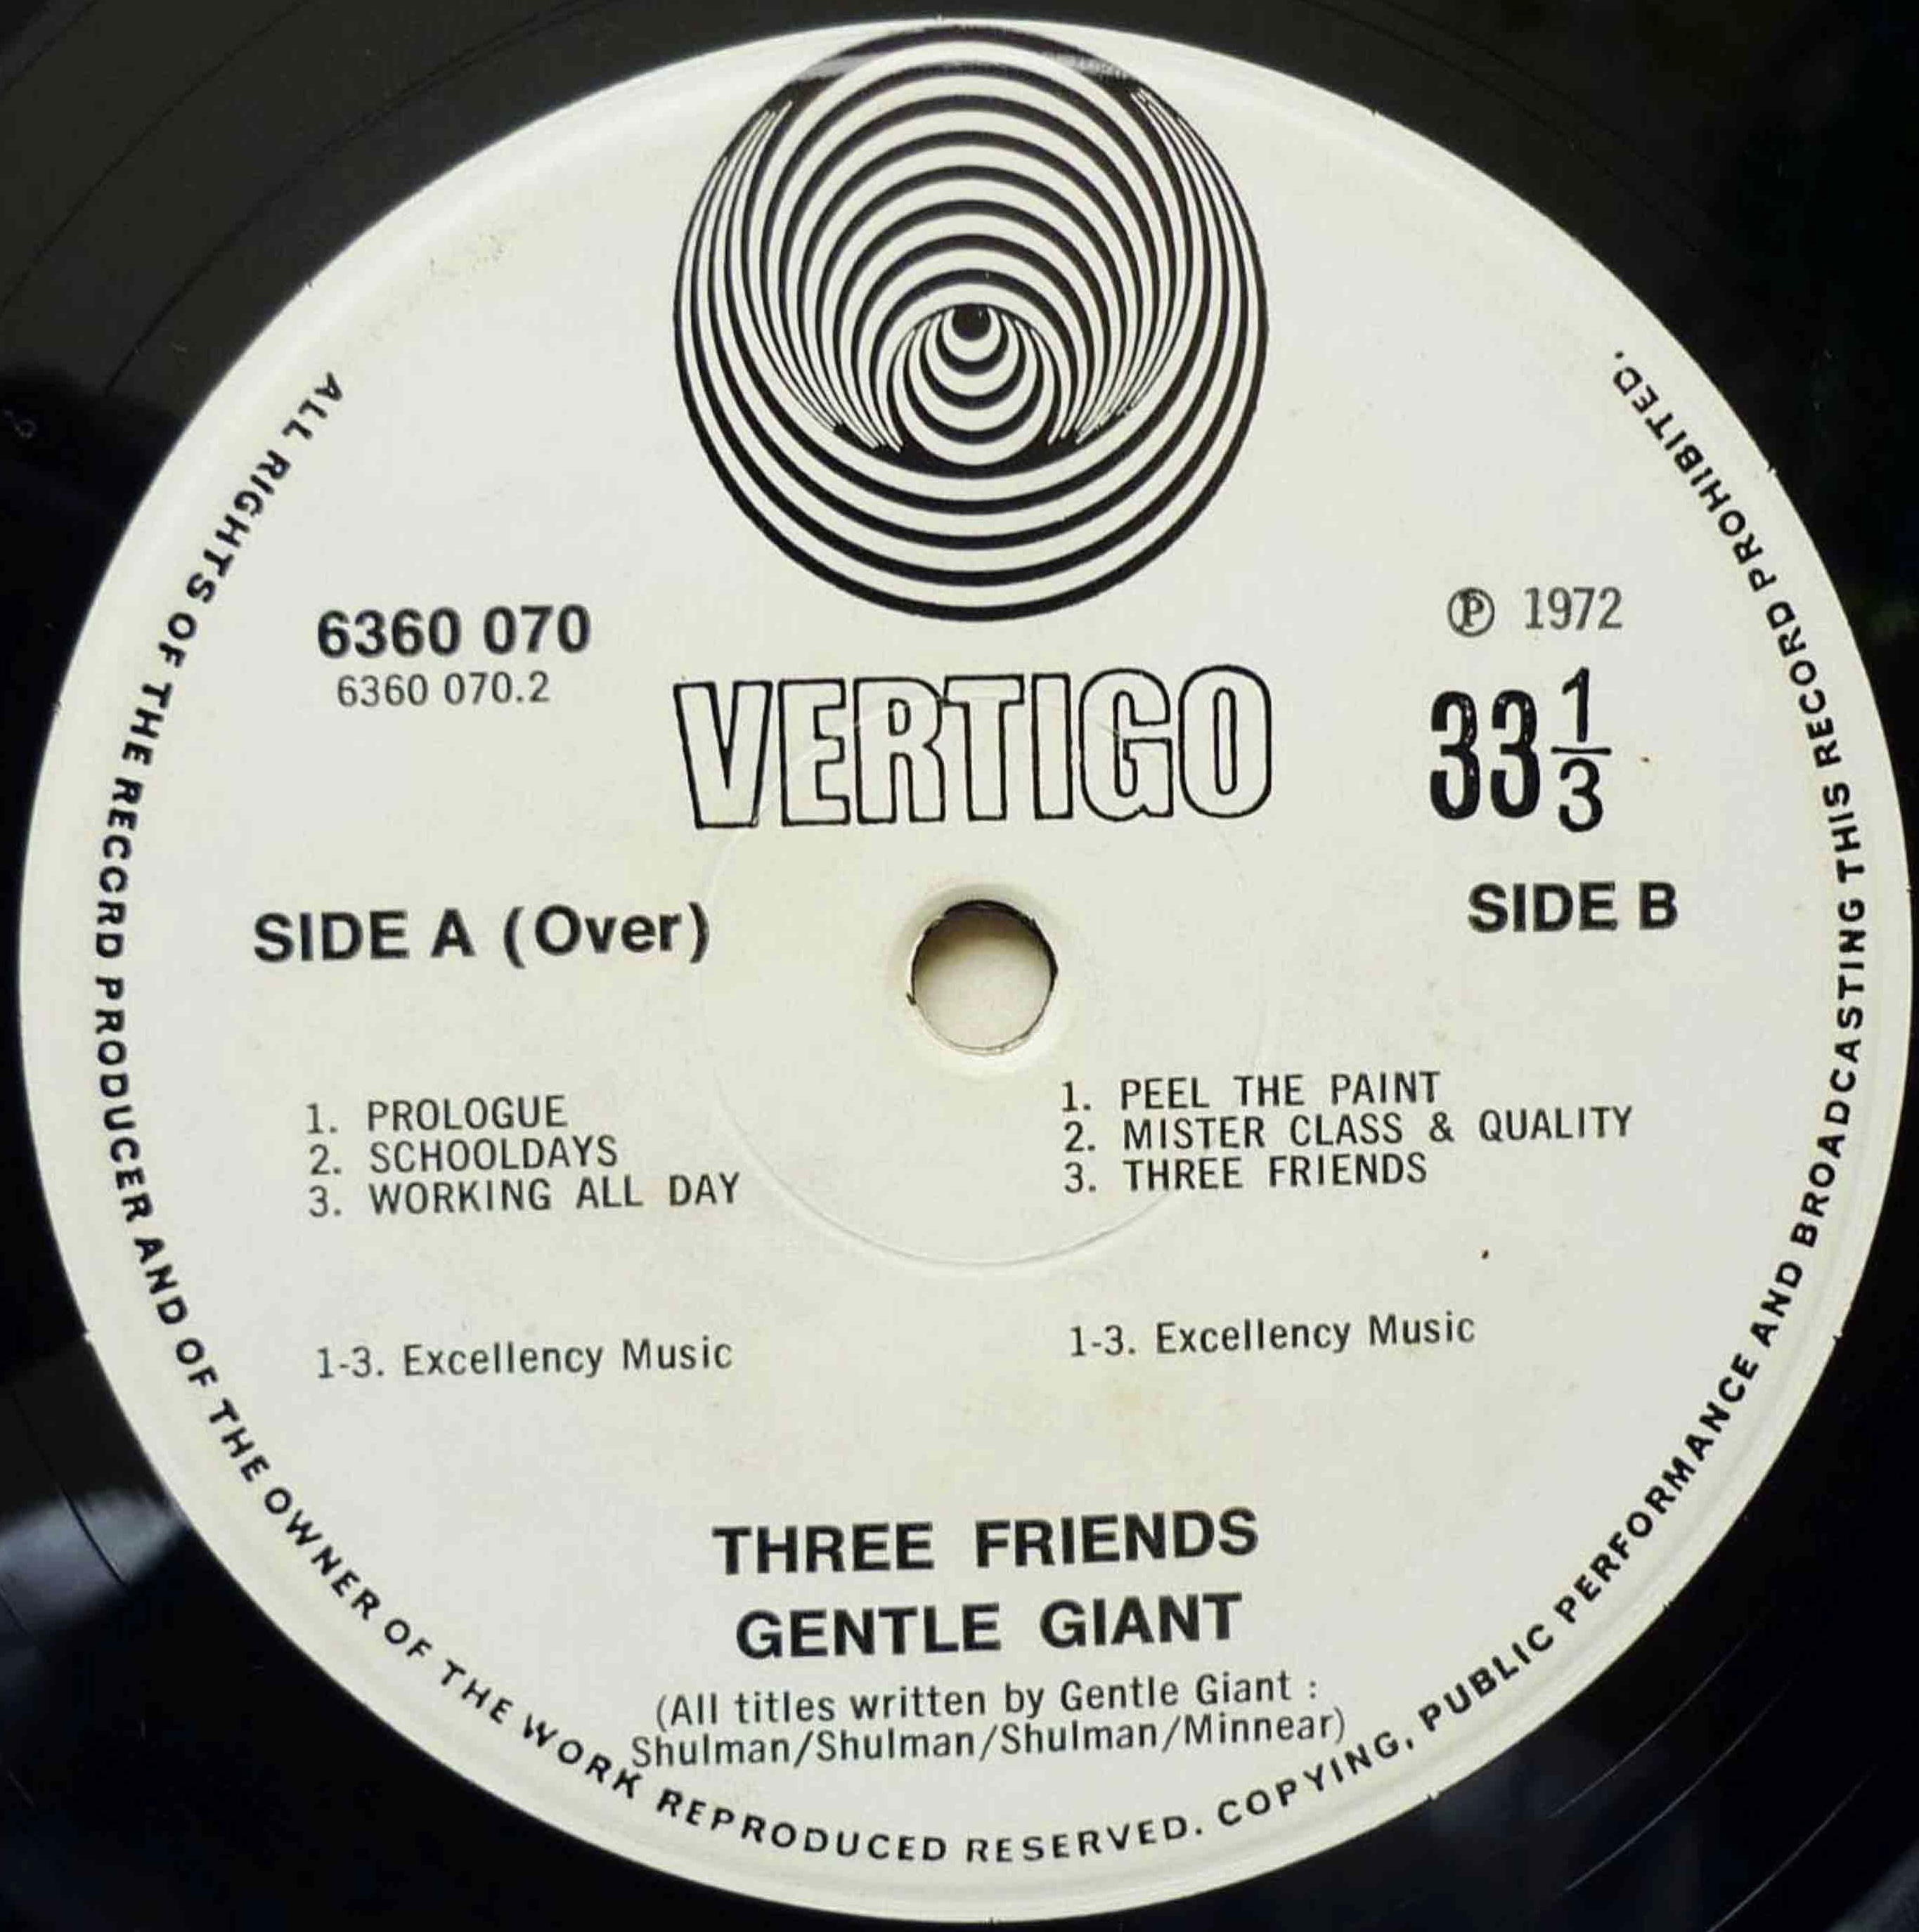 6360 070
6360 070.2
VERTIGO
℗ 1972
33 1/3
SIDE A (Over)
SIDE B
1. PROLOGUE
2. SCHOOLDAYS
3. WORKING ALL DAY
1-3. Excellency Music
1. PEEL THE PAINT
2. MISTER CLASS & QUALITY
3. THREE FRIENDS
1-3. Excellency Music
THREE FRIENDS
GENTLE GIANT
(All titles written by Gentle Giant :
Shulman/Shulman/Shulman/Minnear)
ALL RIGHTS OF THE RECCRD PRODUCER AND OF THE OWNER OF THE WORK REPRODUCED RESERVED. COPYING, PUBLIC PERFORMANCE AND BROADCASTING THIS RECORD PROHIBITED.